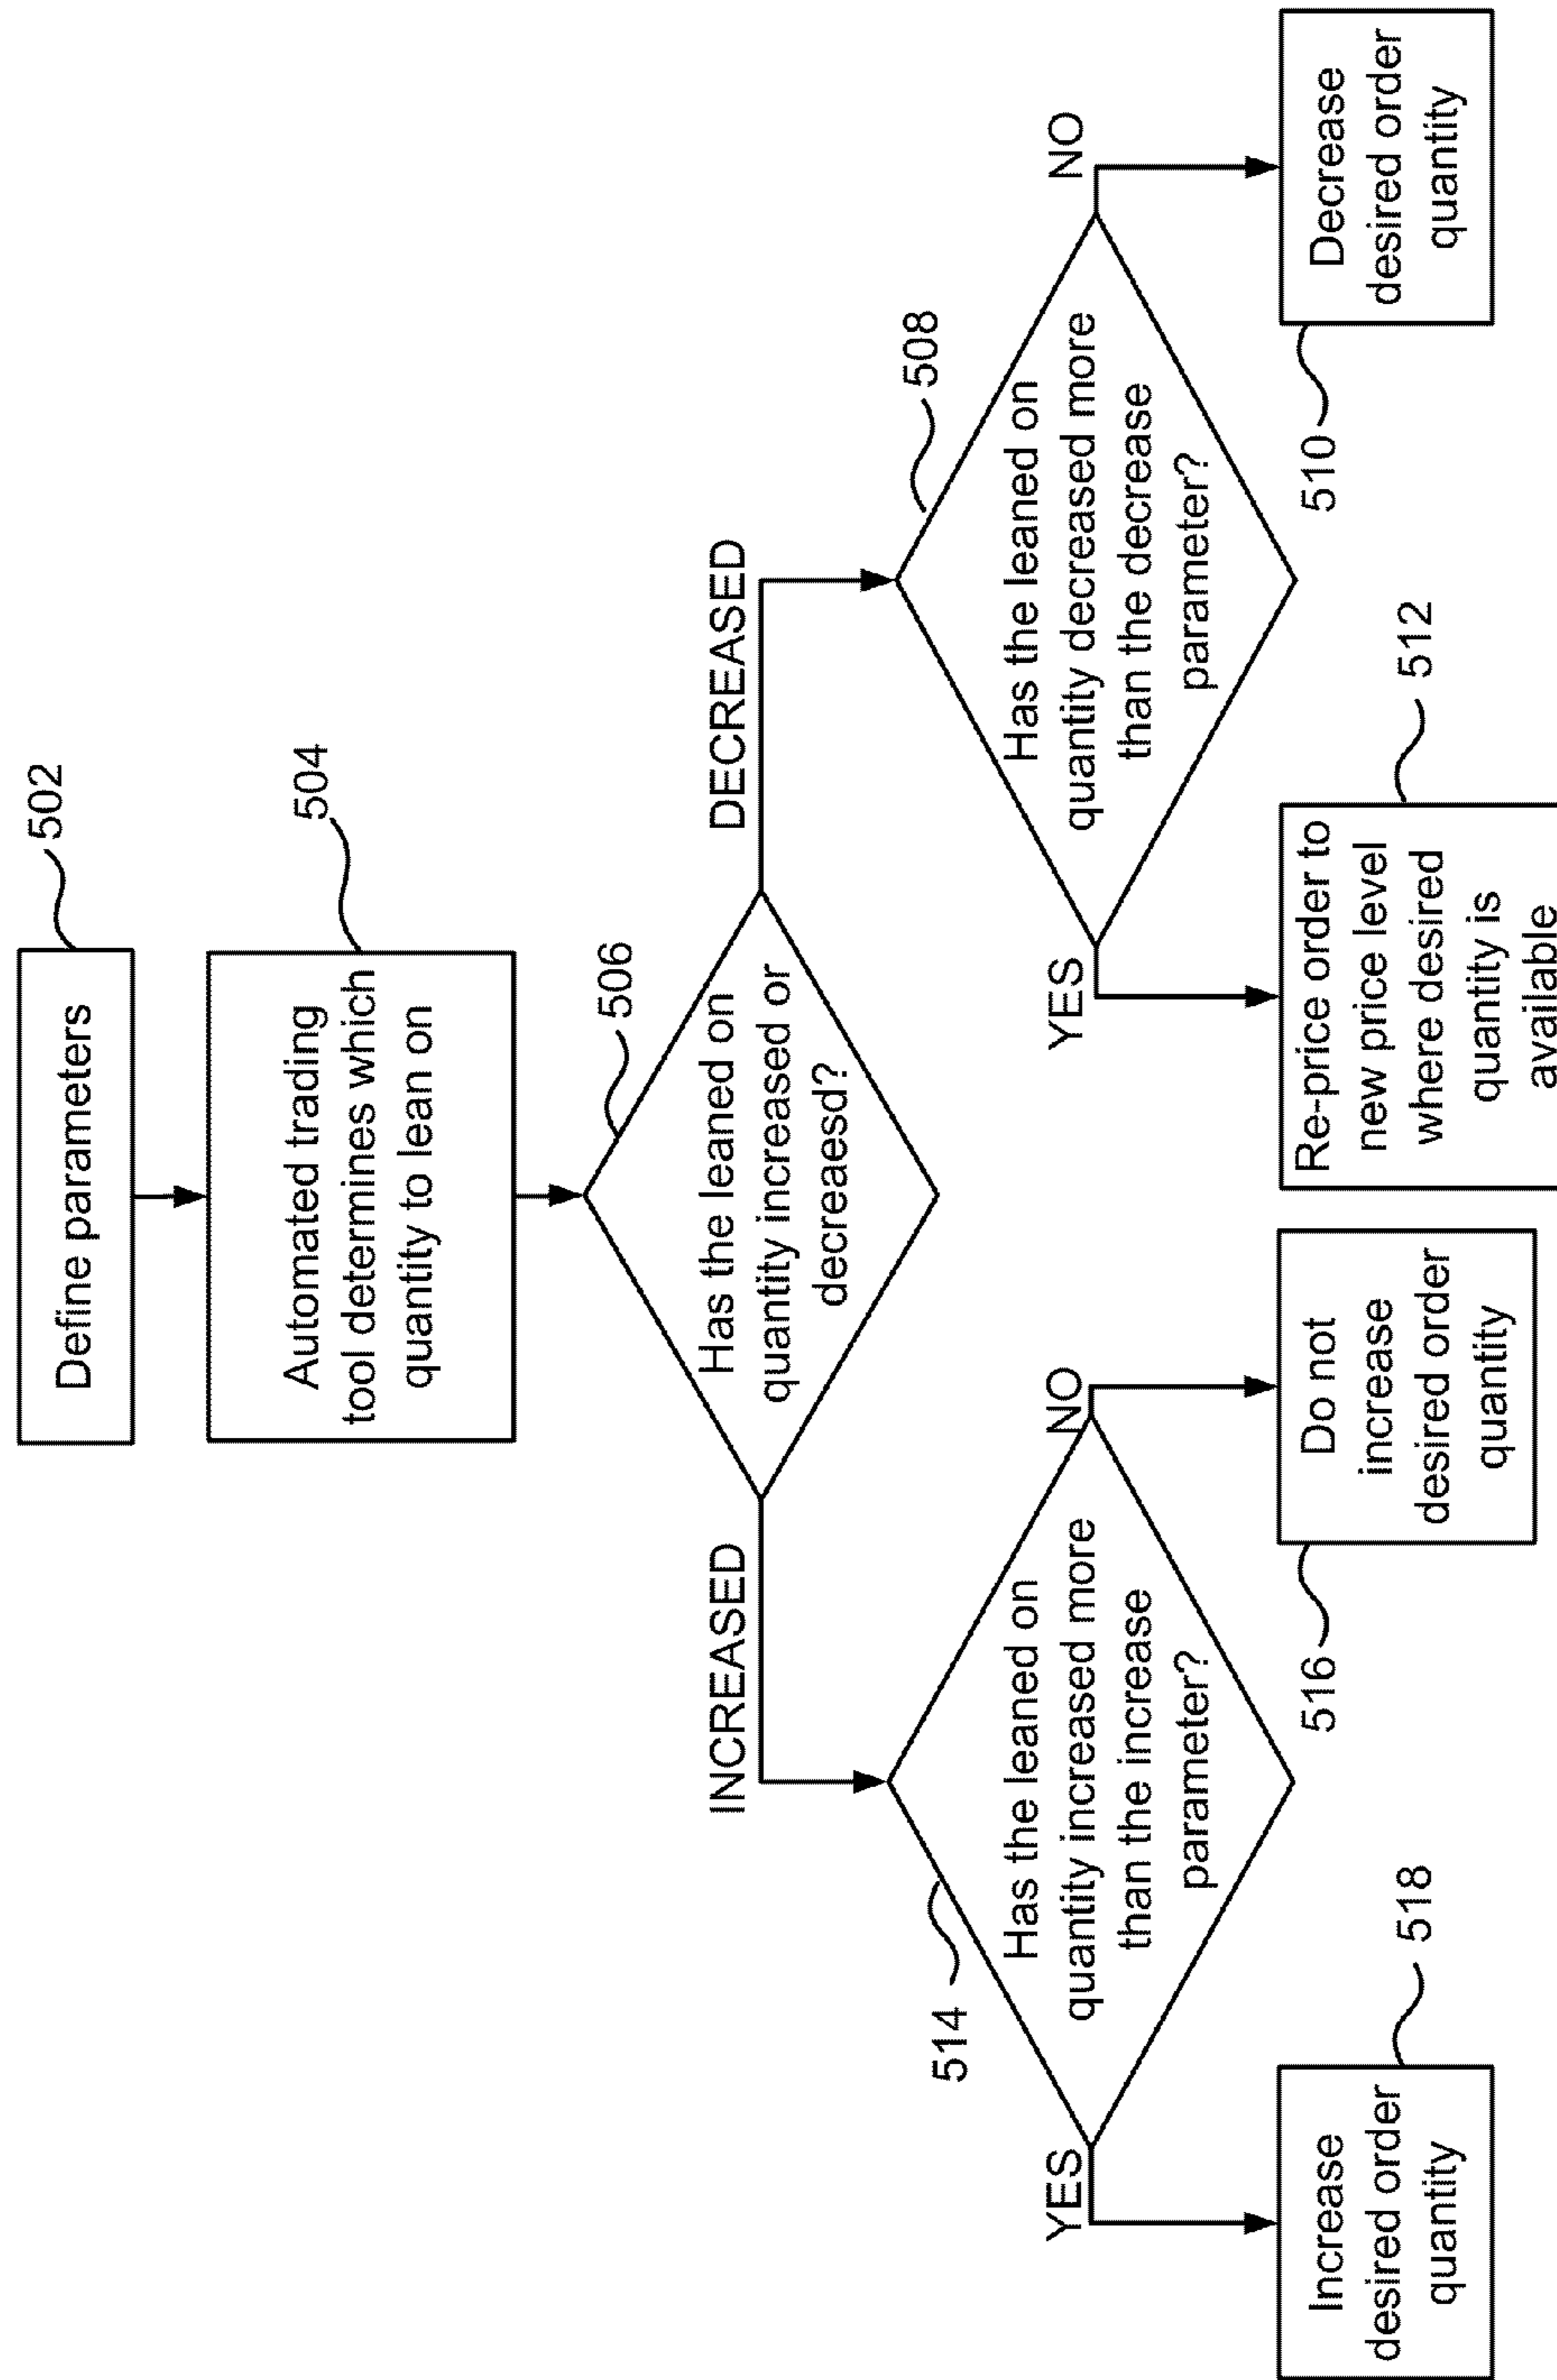 Define parameters
502
Automated trading
tool determines which
quantity to lean on
504
Has the leaned on
quantity increased or
decreaesd?
506
INCREASED
DECREASED
Has the leaned on
quantity increased more
than the increase
parameter?
514
Has the leaned on
quantity decreased more
than the decrease
parameter?
508
YES
NO
YES
NO
Increase
desired order
quantity
518
Do not
increase
desired order
quantity
516
Re-price order to
new price level
where desired
quantity is
available
512
Decrease
desired order
quantity
510